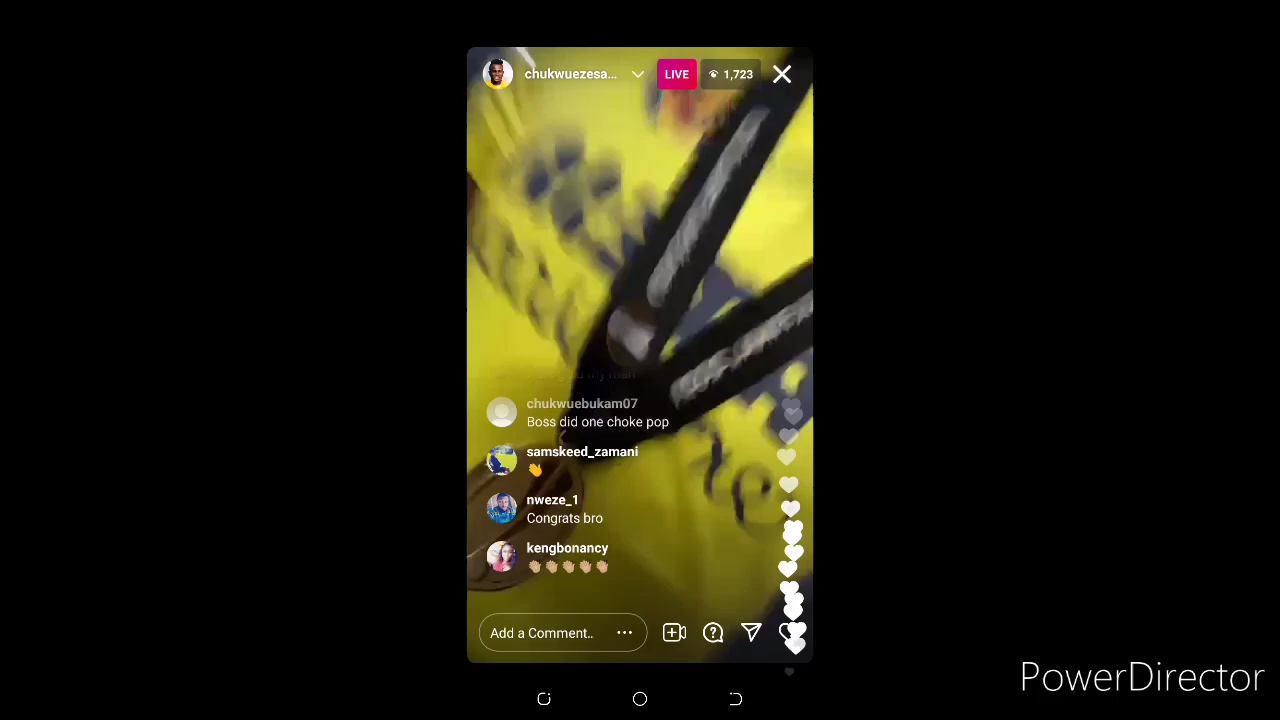 chukwuezesa...
LIVE
1,723
chukwuebukam07
Boss did one choke pop
samskeed_zamani
👏
nweze_1
Congrats bro
kengbonancy
👏🏼👏🏼👏🏼👏🏼👏🏼
Add a Comment..
PowerDirector